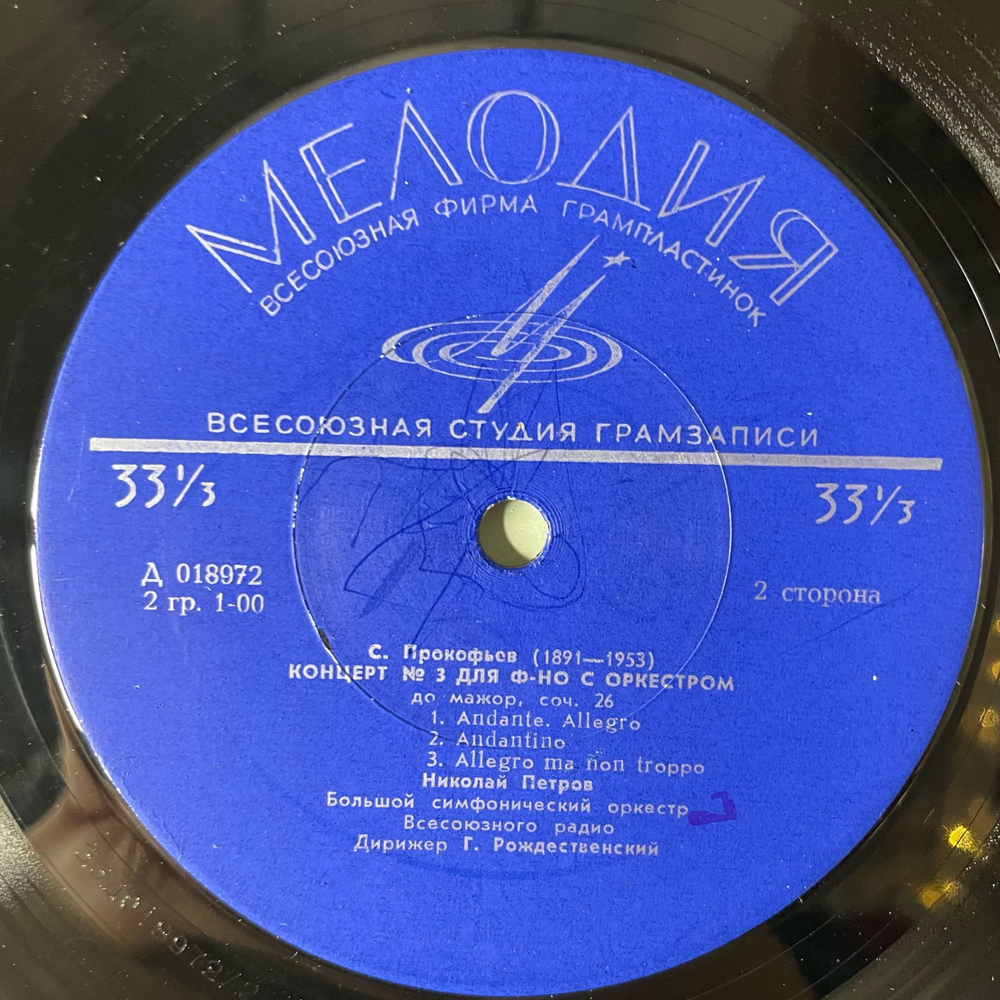 МЕЛОДИЯ
ВСЕСОЮЗНАЯ ФИРМА ГРАМПЛАСТИНОК
ВСЕСОЮЗНАЯ СТУДИЯ ГРАМЗАПИСИ
33⅓ 33⅓
Д 018972
2 гр. 1-00
2 сторона
С. Прокофьев (1891—1953)
КОНЦЕРТ № 3 ДЛЯ Ф-НО С ОРКЕСТРОМ
до мажор, соч. 26
1. Andante. Allegro
2. Andantino
3. Allegro ma non troppo
Николай Петров
Большой симфонический оркестр
Всесоюзного радио
Дирижер Г. Рождественский